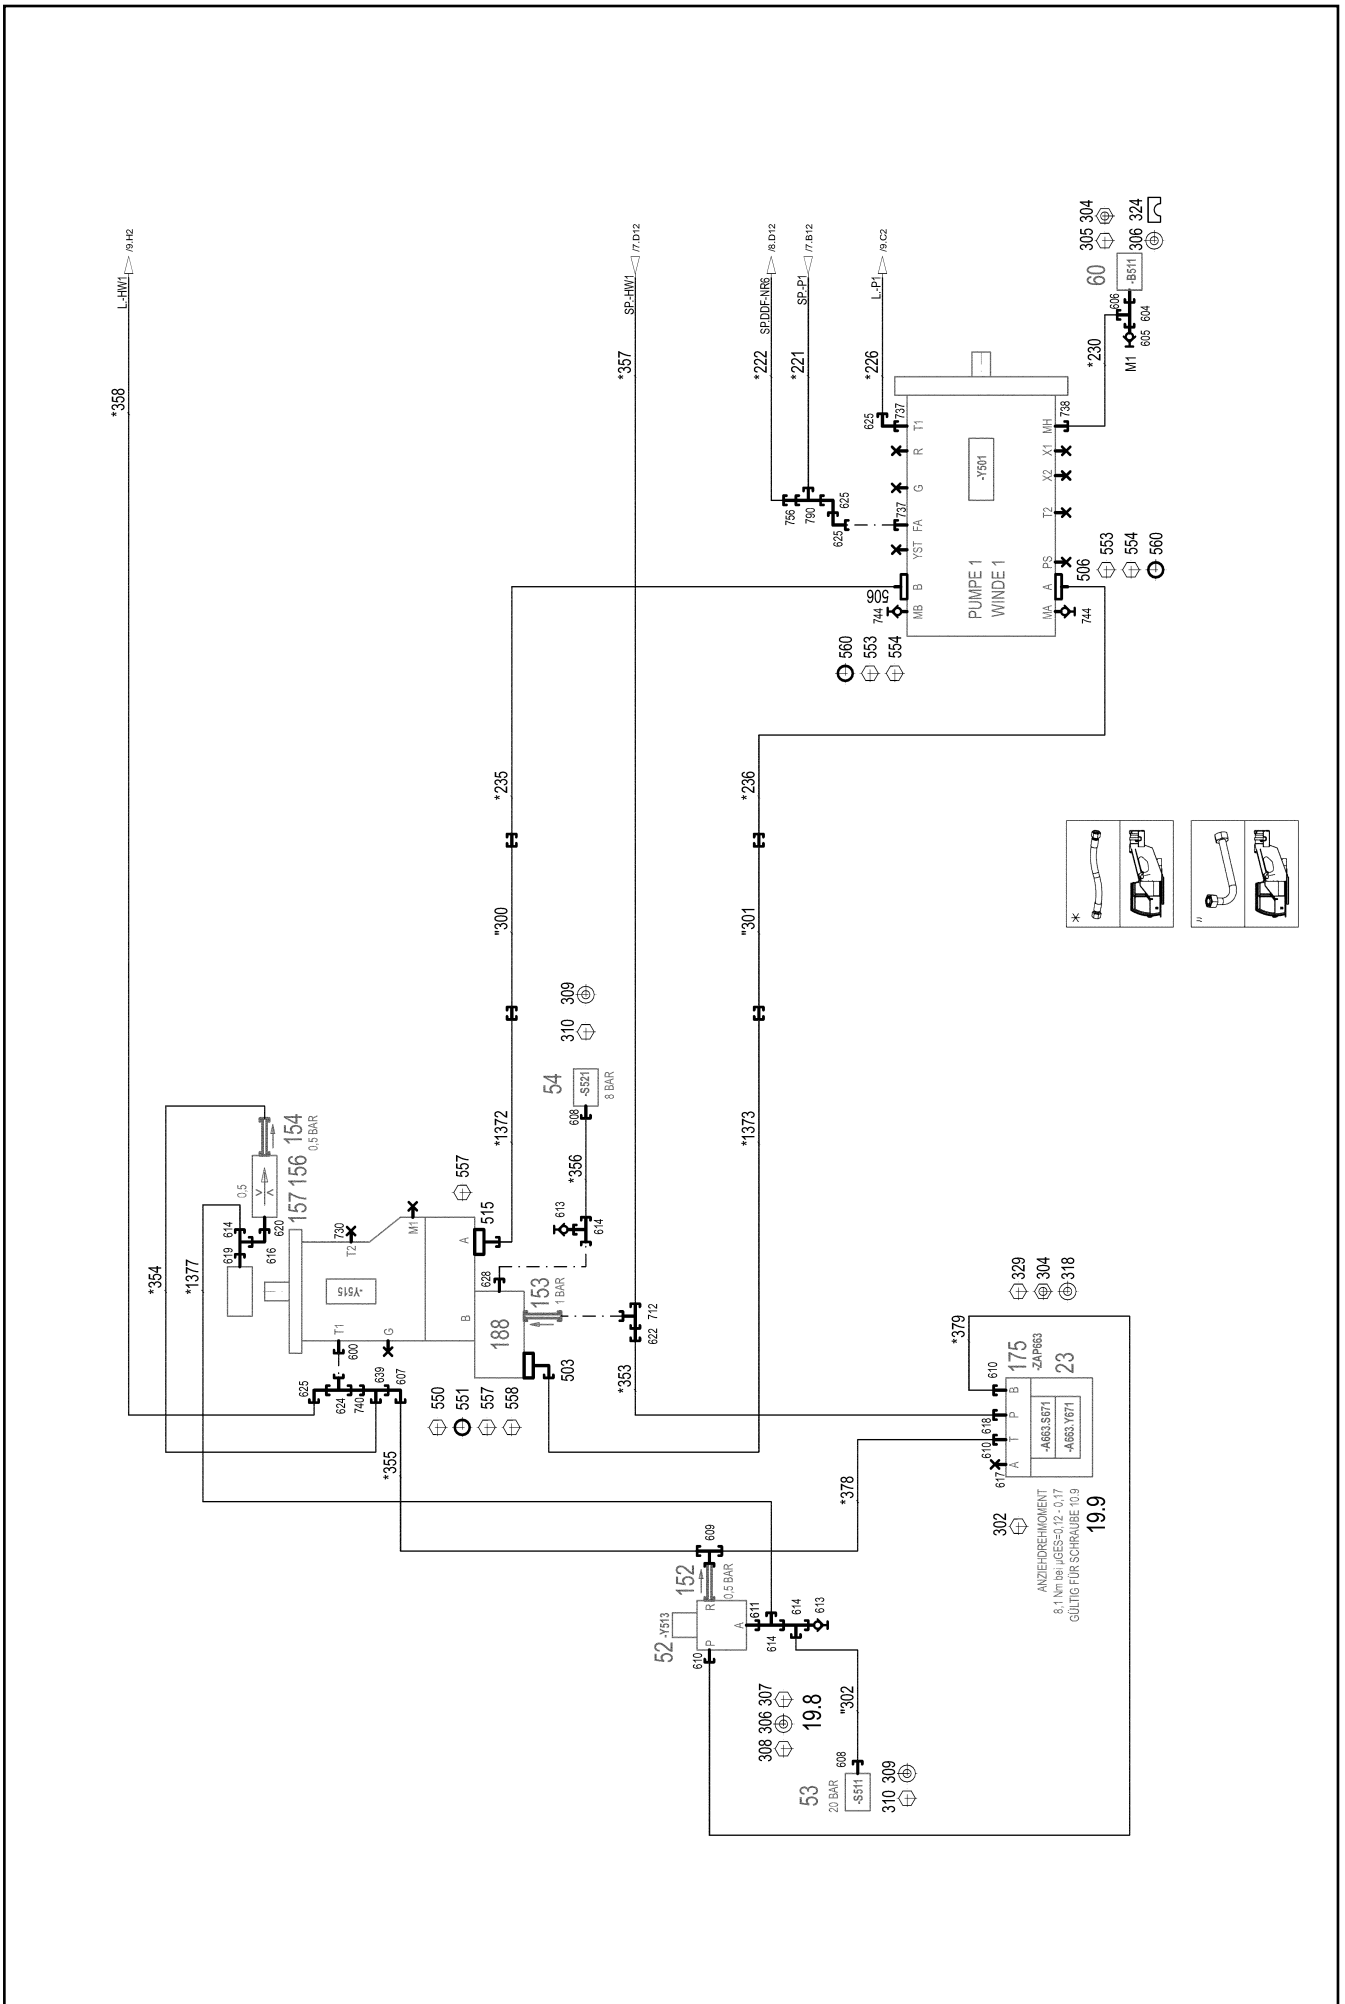 L.-HW1
/9.H2
*358
SP.-HW1
/7.D12
*357
SP.DDF-NR6
/8.D12
*222
SP.-P1
/7.B12
*221
L.-P1
/9.C2
*226
305 304
306 324
60
-B511
606
604
605
M1
*230
625
737
T1
R
G
737
FA
YST
B
506
MB
744
756
790
625
625
-Y501
PUMPE 1
WINDE 1
738
MH
X1
X2
T2
PS
A
506
MA
744
553
554
560
560
553
554
*235
"300
*1372
*236
"301
*1373
*
"
309
310
54
-S521
8 BAR
608
*356
613
614
*354
*1377
157 156 154
0,5 BAR
0,5
614
619
616
620
730
T2
M1
-Y515
T1
G
600
A
B
557
515
628
188
153
1 BAR
503
712
622
*353
625
624
740
639
607
550
551
557
558
*355
*378
*379
329
304
318
175
-ZAP663
23
610
B
618
P
610
T
617
A
-A663.S671
-A663.Y671
302
ANZIEHDREHMOMENT
8,1 Nm bei µGES=0,12 - 0,17
GÜLTIG FÜR SCHRAUBE 10.9
19.9
609
152
0,5 BAR
52
-Y513
R
P
A
610
611
614
614
613
"302
308 306 307
19.8
53
20 BAR
-S511
608
310 309